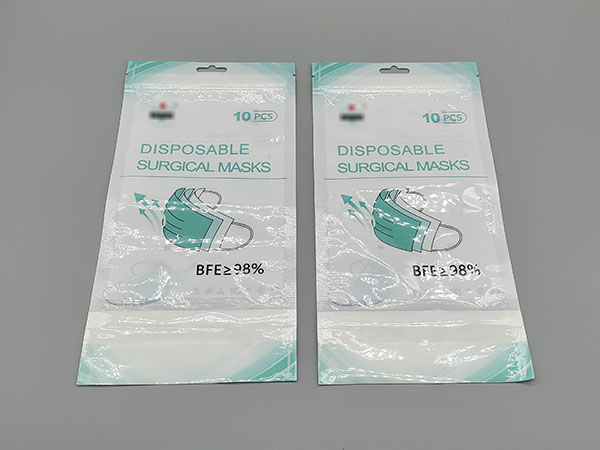 10 PCS
DISPOSABLE
SURGICAL MASKS
BFE≥98%
10 PCS
DISPOSABLE
SURGICAL MASKS
BFE≥98%